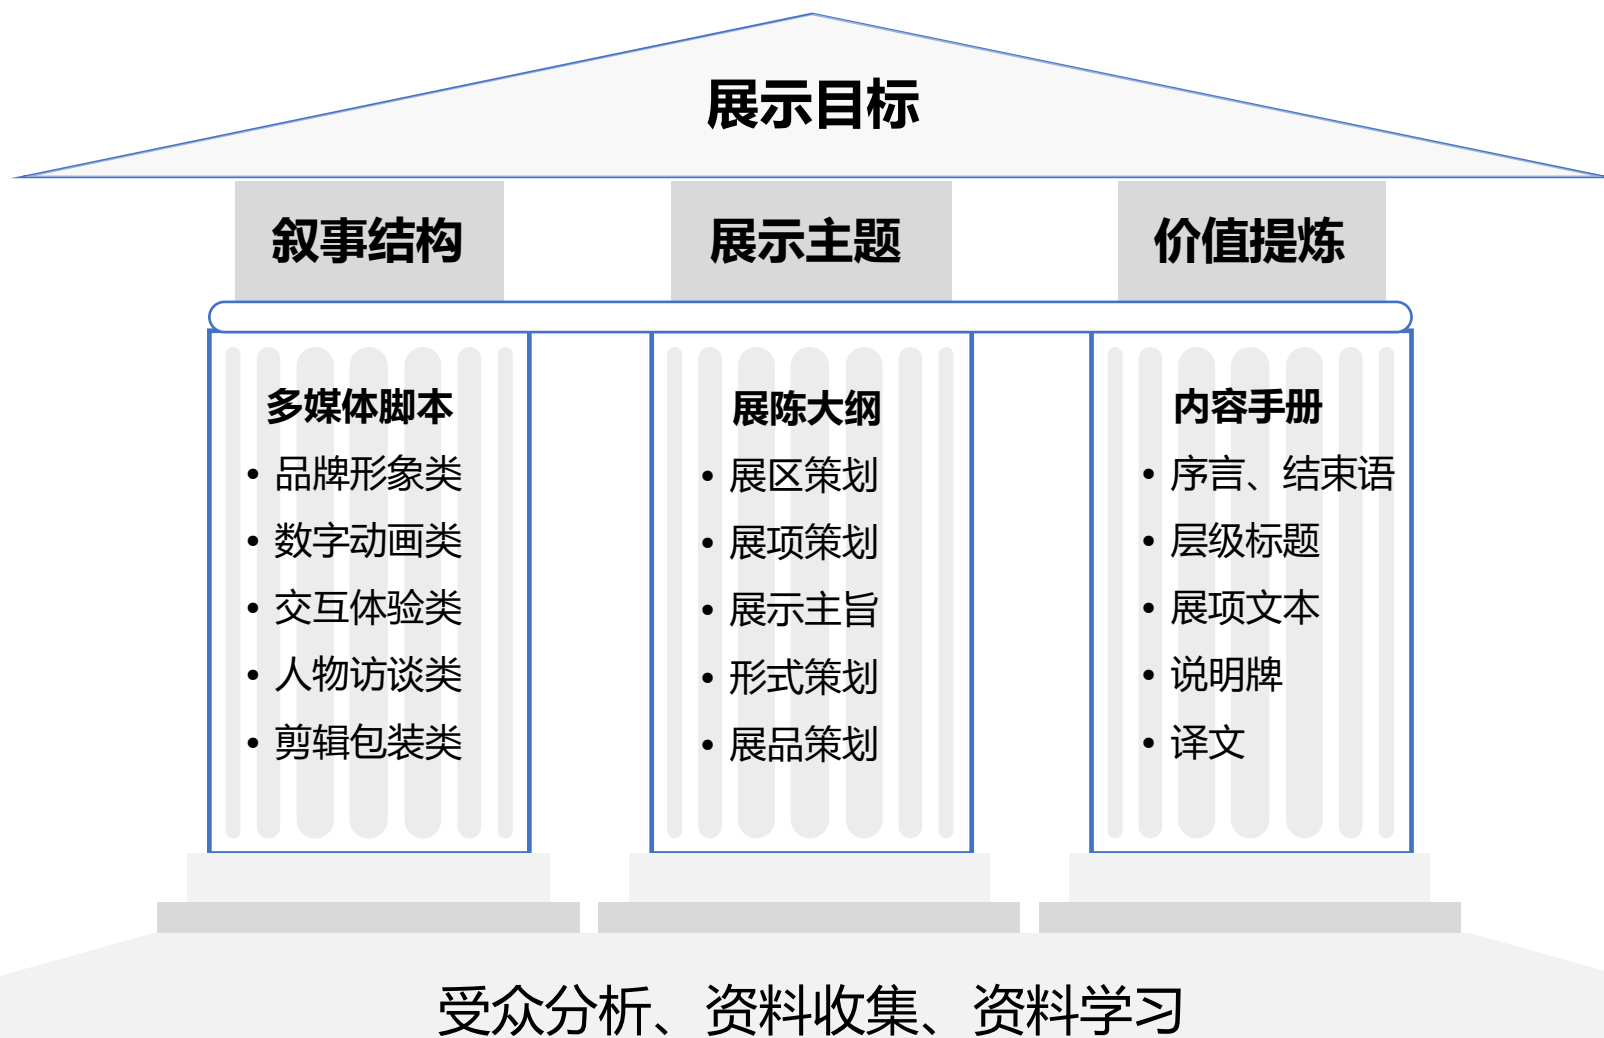 展示目标
叙事结构
展示主题
价值提炼
多媒体脚本
• 品牌形象类
• 数字动画类
• 交互体验类
• 人物访谈类
• 剪辑包装类
展陈大纲
• 展区策划
• 展项策划
• 展示主旨
• 形式策划
• 展品策划
内容手册
• 序言、结束语
• 层级标题
• 展项文本
• 说明牌
• 译文
受众分析、资料收集、资料学习